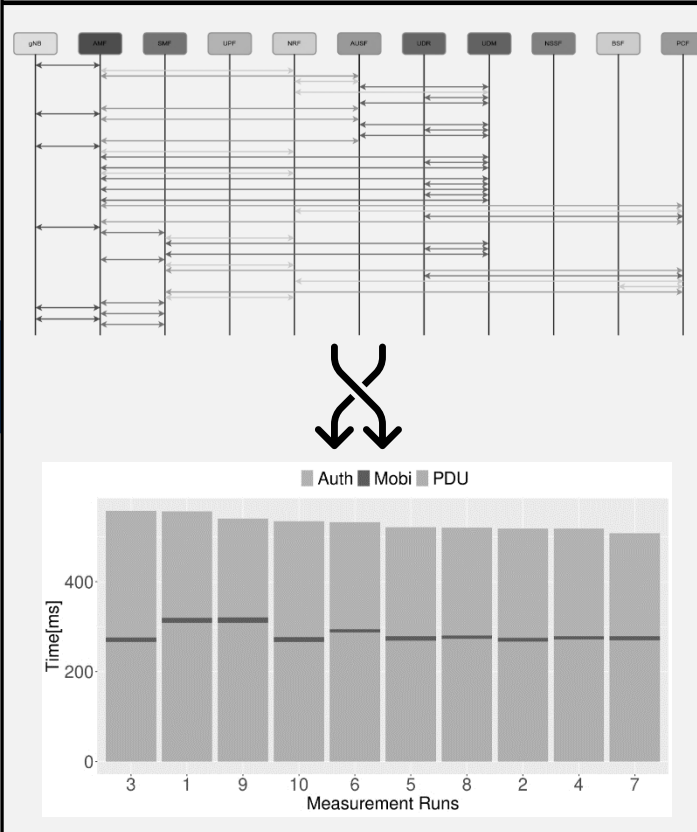 gNB AMF SMF UPF NRF AUSF UDR UDM NSSF BSF PCF
Auth Mobi PDU
Time[ms]
400
200
0
3 1 9 10 6 5 8 2 4 7
Measurement Runs